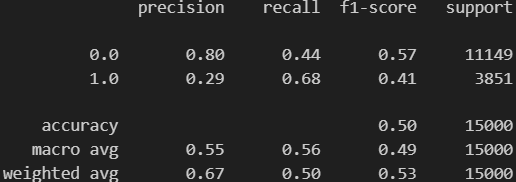 precision recall f1-score support
0.0 0.80 0.44 0.57 11149
1.0 0.29 0.68 0.41 3851
accuracy 0.50 15000
macro avg 0.55 0.56 0.49 15000
weighted avg 0.67 0.50 0.53 15000